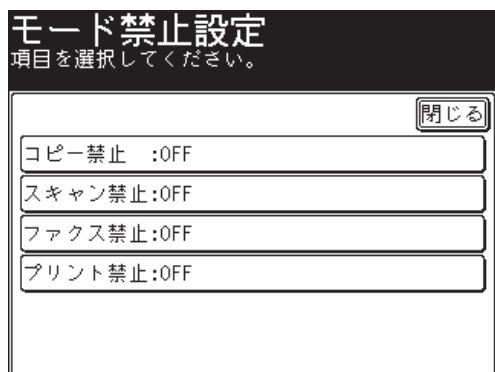 モード禁止設定
項目を選択してください。
閉じる
コピー禁止　:OFF
スキャン禁止:OFF
ファクス禁止:OFF
プリント禁止:OFF